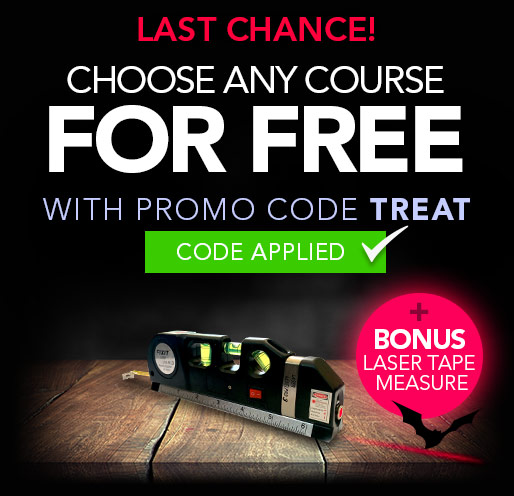 LAST CHANCE!
CHOOSE ANY COURSE
FOR FREE
WITH PROMO CODE TREAT
CODE APPLIED
+
BONUS
LASER TAPE
MEASURE